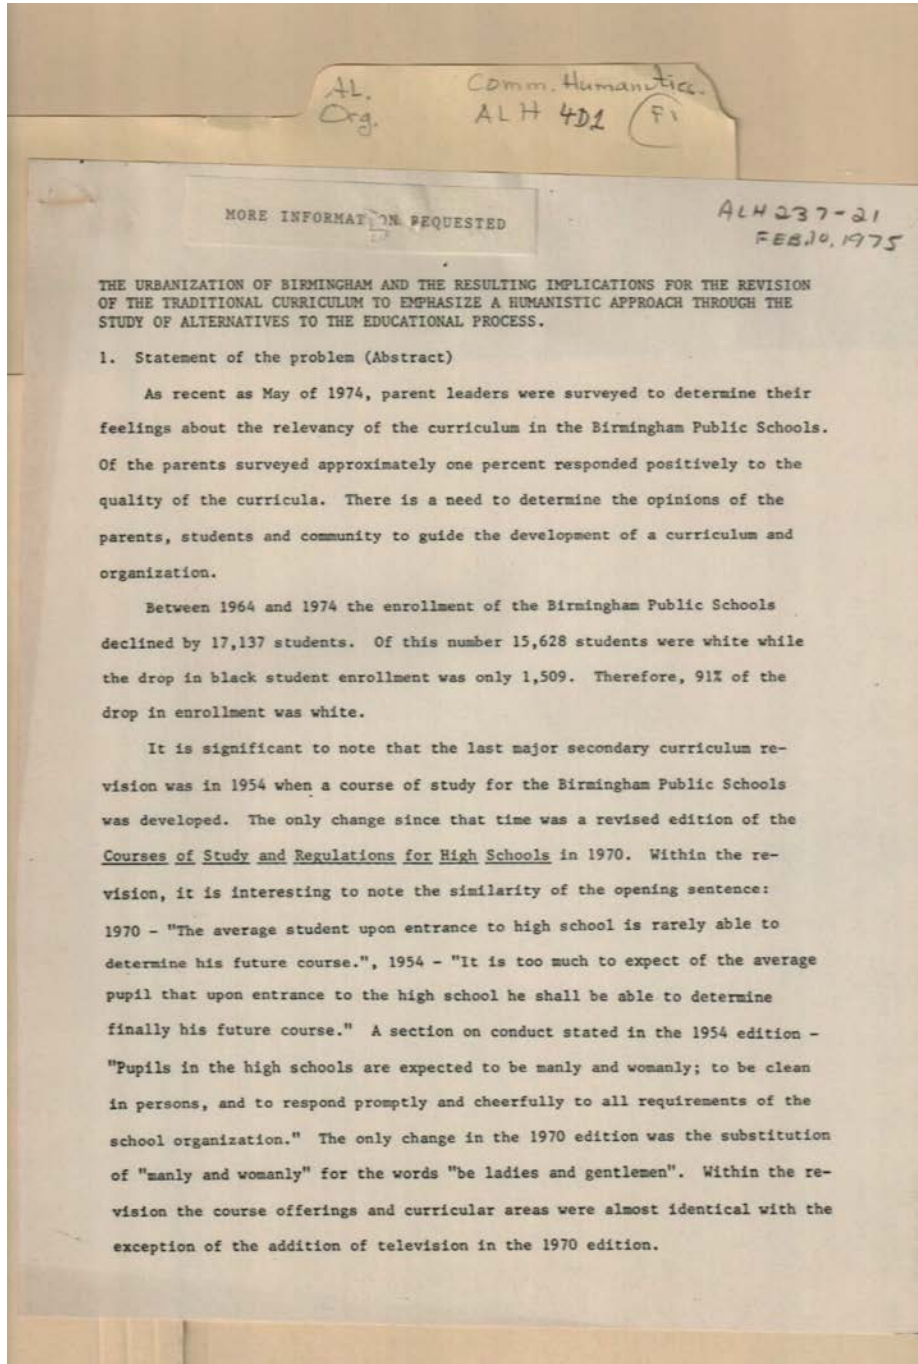 AL. Comm. Humanities.
Org. ALH 4D1 F1
MORE INFORMATION REQUESTED
ALH 237-21
FEB.10, 1975
THE URBANIZATION OF BIRMINGHAM AND THE RESULTING IMPLICATIONS FOR THE REVISION
OF THE TRADITIONAL CURRICULUM TO EMPHASIZE A HUMANISTIC APPROACH THROUGH THE
STUDY OF ALTERNATIVES TO THE EDUCATIONAL PROCESS.
1. Statement of the problem (Abstract)
As recent as May of 1974, parent leaders were surveyed to determine their
feelings about the relevancy of the curriculum in the Birmingham Public Schools.
Of the parents surveyed approximately one percent responded positively to the
quality of the curricula. There is a need to determine the opinions of the
parents, students and community to guide the development of a curriculum and
organization.
Between 1964 and 1974 the enrollment of the Birmingham Public Schools
declined by 17,137 students. Of this number 15,628 students were white while
the drop in black student enrollment was only 1,509. Therefore, 91% of the
drop in enrollment was white.
It is significant to note that the last major secondary curriculum re-
vision was in 1954 when a course of study for the Birmingham Public Schools
was developed. The only change since that time was a revised edition of the
Courses of Study and Regulations for High Schools in 1970. Within the re-
vision, it is interesting to note the similarity of the opening sentence:
1970 - "The average student upon entrance to high school is rarely able to
determine his future course.", 1954 - "It is too much to expect of the average
pupil that upon entrance to the high school he shall be able to determine
finally his future course." A section on conduct stated in the 1954 edition -
"Pupils in the high schools are expected to be manly and womanly; to be clean
in persons, and to respond promptly and cheerfully to all requirements of the
school organization." The only change in the 1970 edition was the substitution
of "manly and womanly" for the words "be ladies and gentlemen". Within the re-
vision the course offerings and curricular areas were almost identical with the
exception of the addition of television in the 1970 edition.